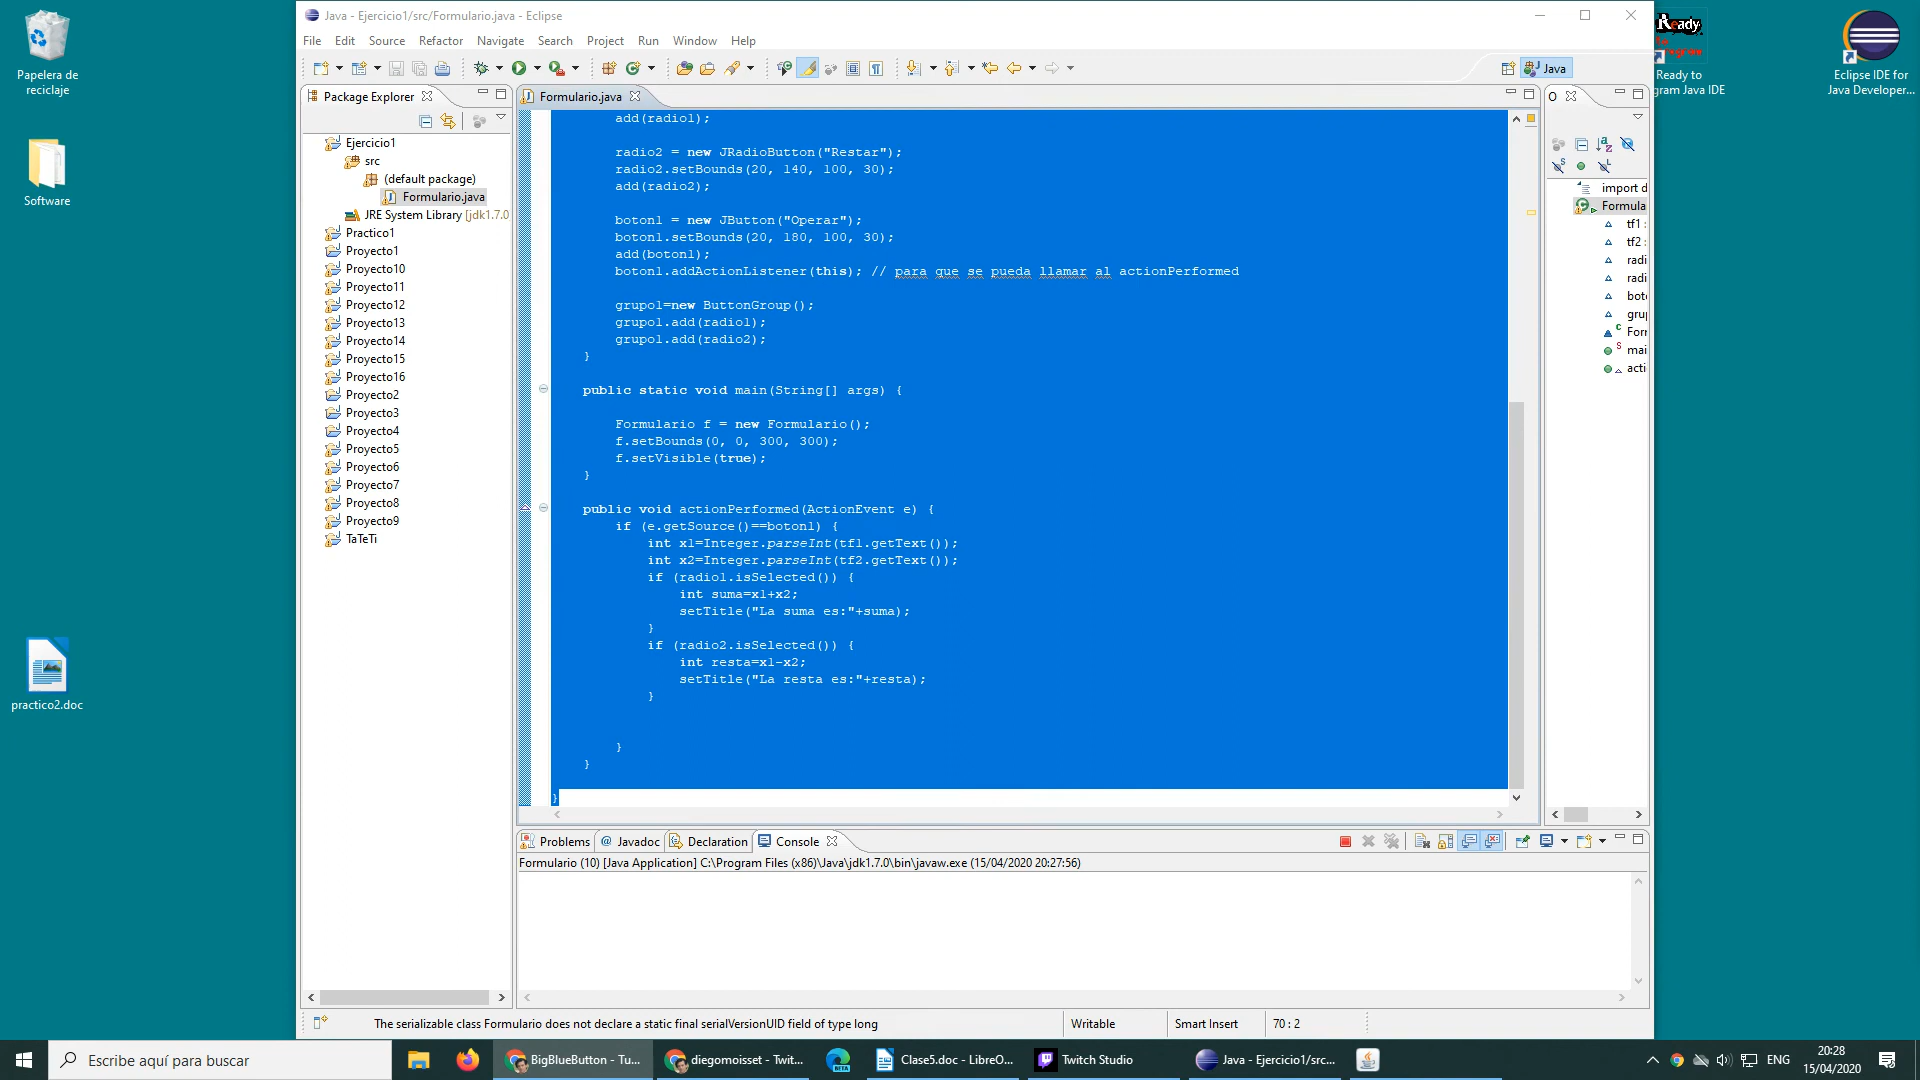 Papelera de
reciclaje
Software
practico2.doc
Java - Ejercicio1/src/Formulario.java - Eclipse
File Edit Source Refactor Navigate Search Project Run Window Help
Java
Package Explorer
Ejercicio1
src
(default package)
Formulario.java
JRE System Library [jdk1.7.0
Practico1
Proyecto1
Proyecto10
Proyecto11
Proyecto12
Proyecto13
Proyecto14
Proyecto15
Proyecto16
Proyecto2
Proyecto3
Proyecto4
Proyecto5
Proyecto6
Proyecto7
Proyecto8
Proyecto9
TaTeTi
Formulario.java
add(radio1);
radio2 = new JRadioButton("Restar");
radio2.setBounds(20, 140, 100, 30);
add(radio2);
boton1 = new JButton("Operar");
boton1.setBounds(20, 180, 100, 30);
add(boton1);
boton1.addActionListener(this); // para que se pueda llamar al actionPerformed
grupo1=new ButtonGroup();
grupo1.add(radio1);
grupo1.add(radio2);
}
public static void main(String[] args) {
Formulario f = new Formulario();
f.setBounds(0, 0, 300, 300);
f.setVisible(true);
}
public void actionPerformed(ActionEvent e) {
if (e.getSource()==boton1) {
int x1=Integer.parseInt(tf1.getText());
int x2=Integer.parseInt(tf2.getText());
if (radio1.isSelected()) {
int suma=x1+x2;
setTitle("La suma es:"+suma);
}
if (radio2.isSelected()) {
int resta=x1-x2;
setTitle("La resta es:"+resta);
}
}
}
}
O
import d
Formula
tf1 :
tf2 :
radi
radi
bot
gru
For
mai
acti
Problems Javadoc Declaration Console
Formulario (10) [Java Application] C:\Program Files (x86)\Java\jdk1.7.0\bin\javaw.exe (15/04/2020 20:27:56)
The serializable class Formulario does not declare a static final serialVersionUID field of type long
Writable
Smart Insert
70 : 2
Ready
Ready to
gram Java IDE
Eclipse IDE for
Java Developer...
Escribe aquí para buscar
BigBlueButton - Tu...
diegomoisset - Twit...
BETA
Clase5.doc - LibreO...
Twitch Studio
Java - Ejercicio1/src...
ENG
20:28
15/04/2020